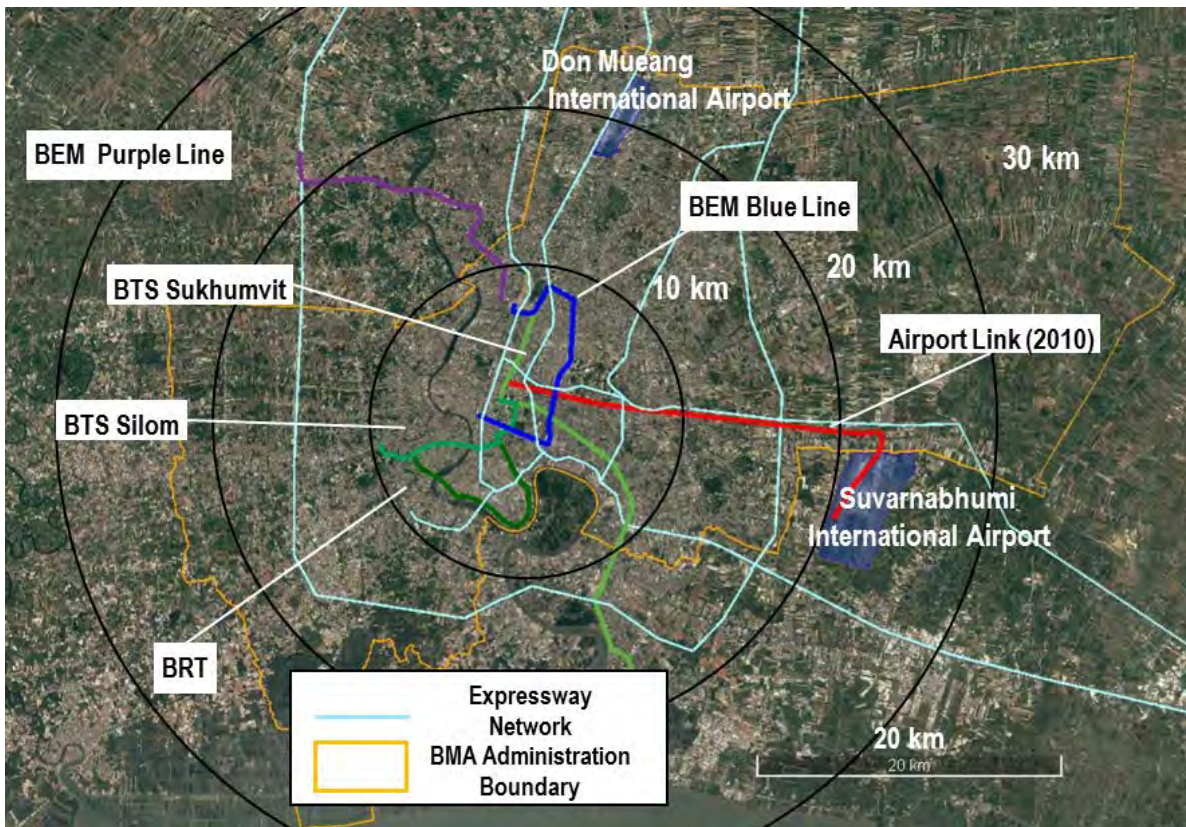 Don Mueang
International Airport
BEM  Purple Line
30 km
BEM Blue Line
20 km
10 km
BTS Sukhumvit
Airport Link (2010)
BTS Silom
Suvarnabhumi
International Airport
BRT
Expressway
Network
BMA Administration
Boundary
20 km
20 km